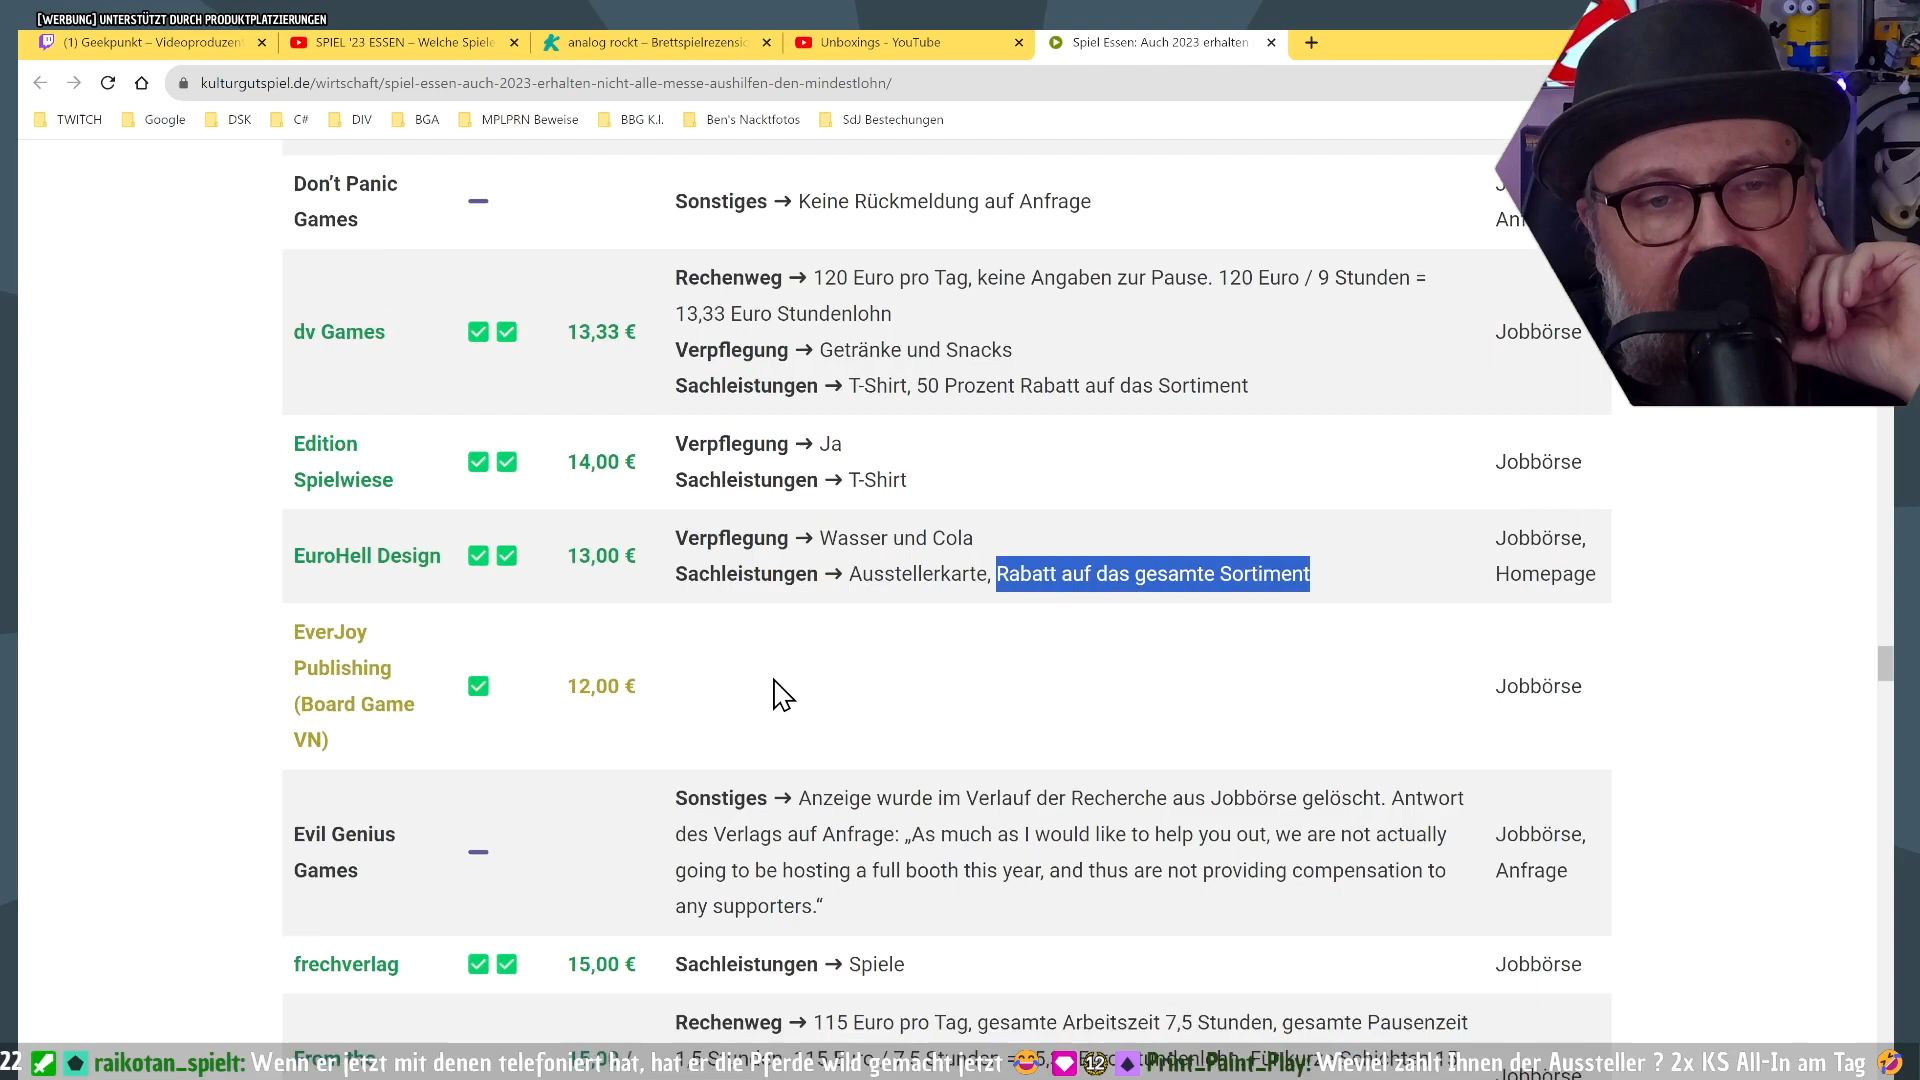 [WERBUNG] UNTERSTÜTZT DURCH PRODUKTPLATZIERUNGEN
(1) Geekpunkt – Videoproduzent
SPIEL '23 ESSEN – Welche Spiele
analog rockt – Brettspielrezensio
Unboxings - YouTube
Spiel Essen: Auch 2023 erhalten
kulturgutspiel.de/wirtschaft/spiel-essen-auch-2023-erhalten-nicht-alle-messe-aushilfen-den-mindestlohn/
TWITCH Google DSK C# DIV BGA MPLPRN Beweise BBG K.I. Ben's Nacktfotos SdJ Bestechungen
Don’t Panic
Games
Sonstiges → Keine Rückmeldung auf Anfrage
dv Games
13,33 €
Rechenweg → 120 Euro pro Tag, keine Angaben zur Pause. 120 Euro / 9 Stunden =
13,33 Euro Stundenlohn
Verpflegung → Getränke und Snacks
Sachleistungen → T-Shirt, 50 Prozent Rabatt auf das Sortiment
Jobbörse
Edition
Spielwiese
14,00 €
Verpflegung → Ja
Sachleistungen → T-Shirt
Jobbörse
EuroHell Design
13,00 €
Verpflegung → Wasser und Cola
Sachleistungen → Ausstellerkarte, Rabatt auf das gesamte Sortiment
Jobbörse,
Homepage
EverJoy
Publishing
(Board Game
VN)
12,00 €
Jobbörse
Evil Genius
Games
Sonstiges → Anzeige wurde im Verlauf der Recherche aus Jobbörse gelöscht. Antwort
des Verlags auf Anfrage: „As much as I would like to help you out, we are not actually
going to be hosting a full booth this year, and thus are not providing compensation to
any supporters.“
Jobbörse,
Anfrage
frechverlag
15,00 €
Sachleistungen → Spiele
Jobbörse
Rechenweg → 115 Euro pro Tag, gesamte Arbeitszeit 7,5 Stunden, gesamte Pausenzeit
22 raikotan_spielt: Wenn er jetzt mit denen telefoniert hat, hat er die Pferde wild gemacht jetzt 😂 12 Print_Paint_Play: Wieviel zahlt Ihnen der Aussteller ? 2x KS All-In am Tag 🤣